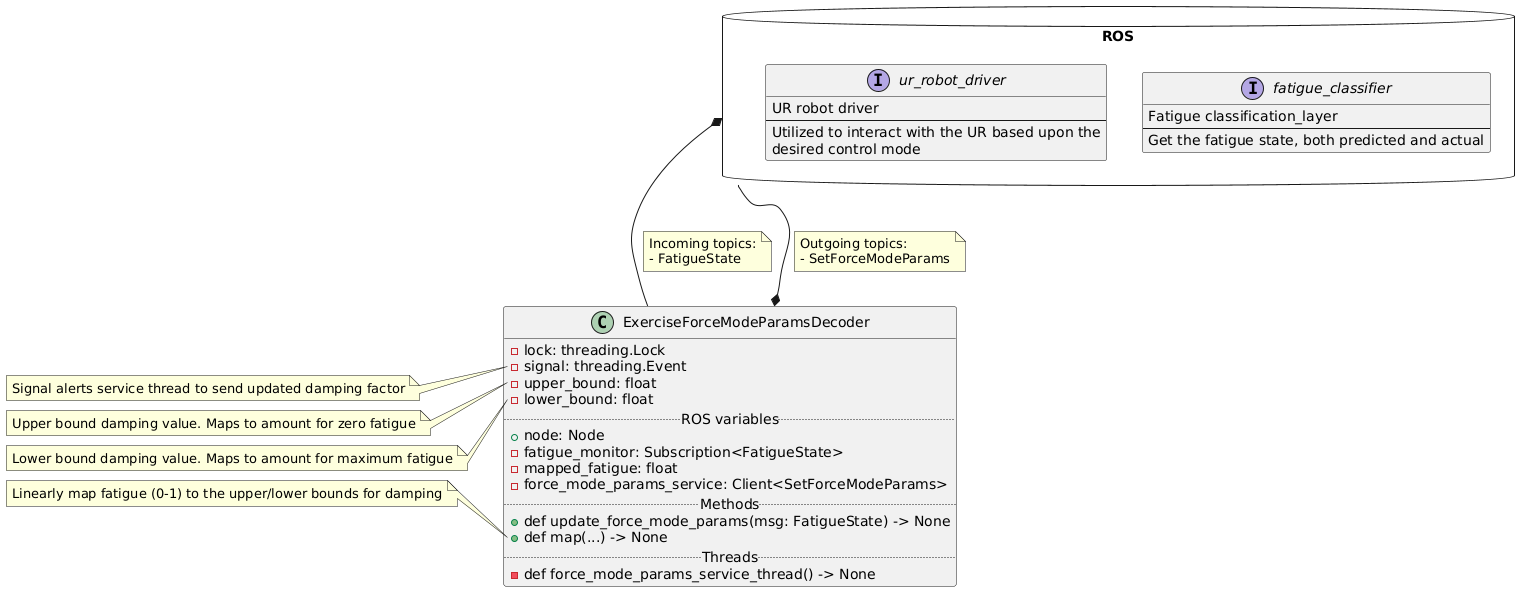 ROS
I ur_robot_driver
UR robot driver
Utilized to interact with the UR based upon the
desired control mode
I fatigue_classifier
Fatigue classification_layer
Get the fatigue state, both predicted and actual
Incoming topics:
- FatigueState
Outgoing topics:
- SetForceModeParams
C ExerciseForceModeParamsDecoder
lock: threading.Lock
signal: threading.Event
upper_bound: float
lower_bound: float
ROS variables
node: Node
fatigue_monitor: Subscription<FatigueState>
mapped_fatigue: float
force_mode_params_service: Client<SetForceModeParams>
Methods
def update_force_mode_params(msg: FatigueState) -> None
def map(...) -> None
Threads
def force_mode_params_service_thread() -> None
Signal alerts service thread to send updated damping factor
Upper bound damping value. Maps to amount for zero fatigue
Lower bound damping value. Maps to amount for maximum fatigue
Linearly map fatigue (0-1) to the upper/lower bounds for damping